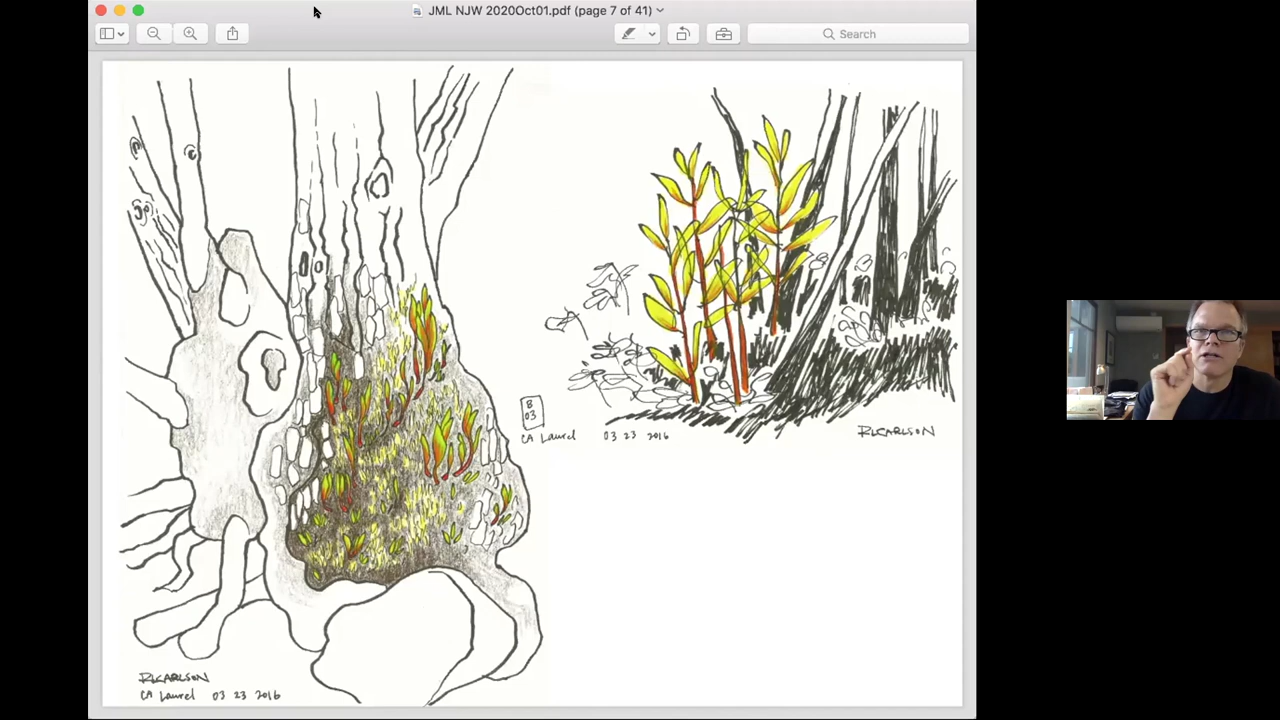 JML NJW 2020Oct01.pdf (page 7 of 41)
Search
B
03
CA Laurel 03 23 2016
RLCARLSON
RLCARLSON
CA Laurel 03 23 2016